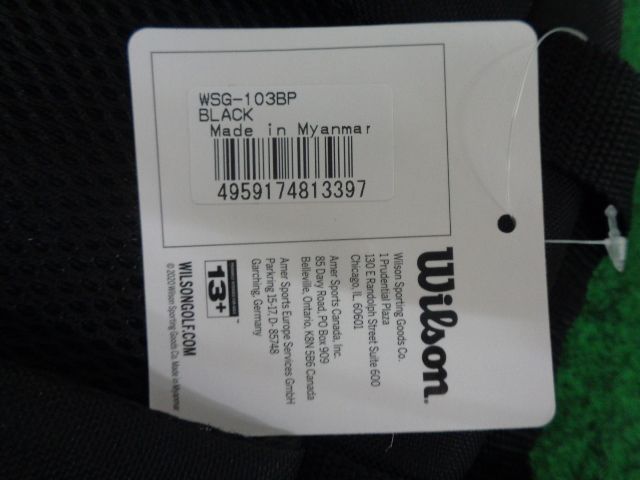 WSG-103BP
BLACK
Made in Myanmar
4959174813397
Wilson
Wilson Sporting Goods Co.
1 Prudential Plaza
130 E Randolph Street Suite 600
Chicago, IL 60601
Amer Sports Canada, Inc.
85 Davy Road, PO Box 909
Belleville, Ontario, K8N 5B6 Canada
Amer Sports Europe Services GmbH
Parkring 15-17, D-85748
Garching, Germany
13+
WILSONGOLF.COM
©2020 Wilson Sporting Goods Co. Made in Myanmar